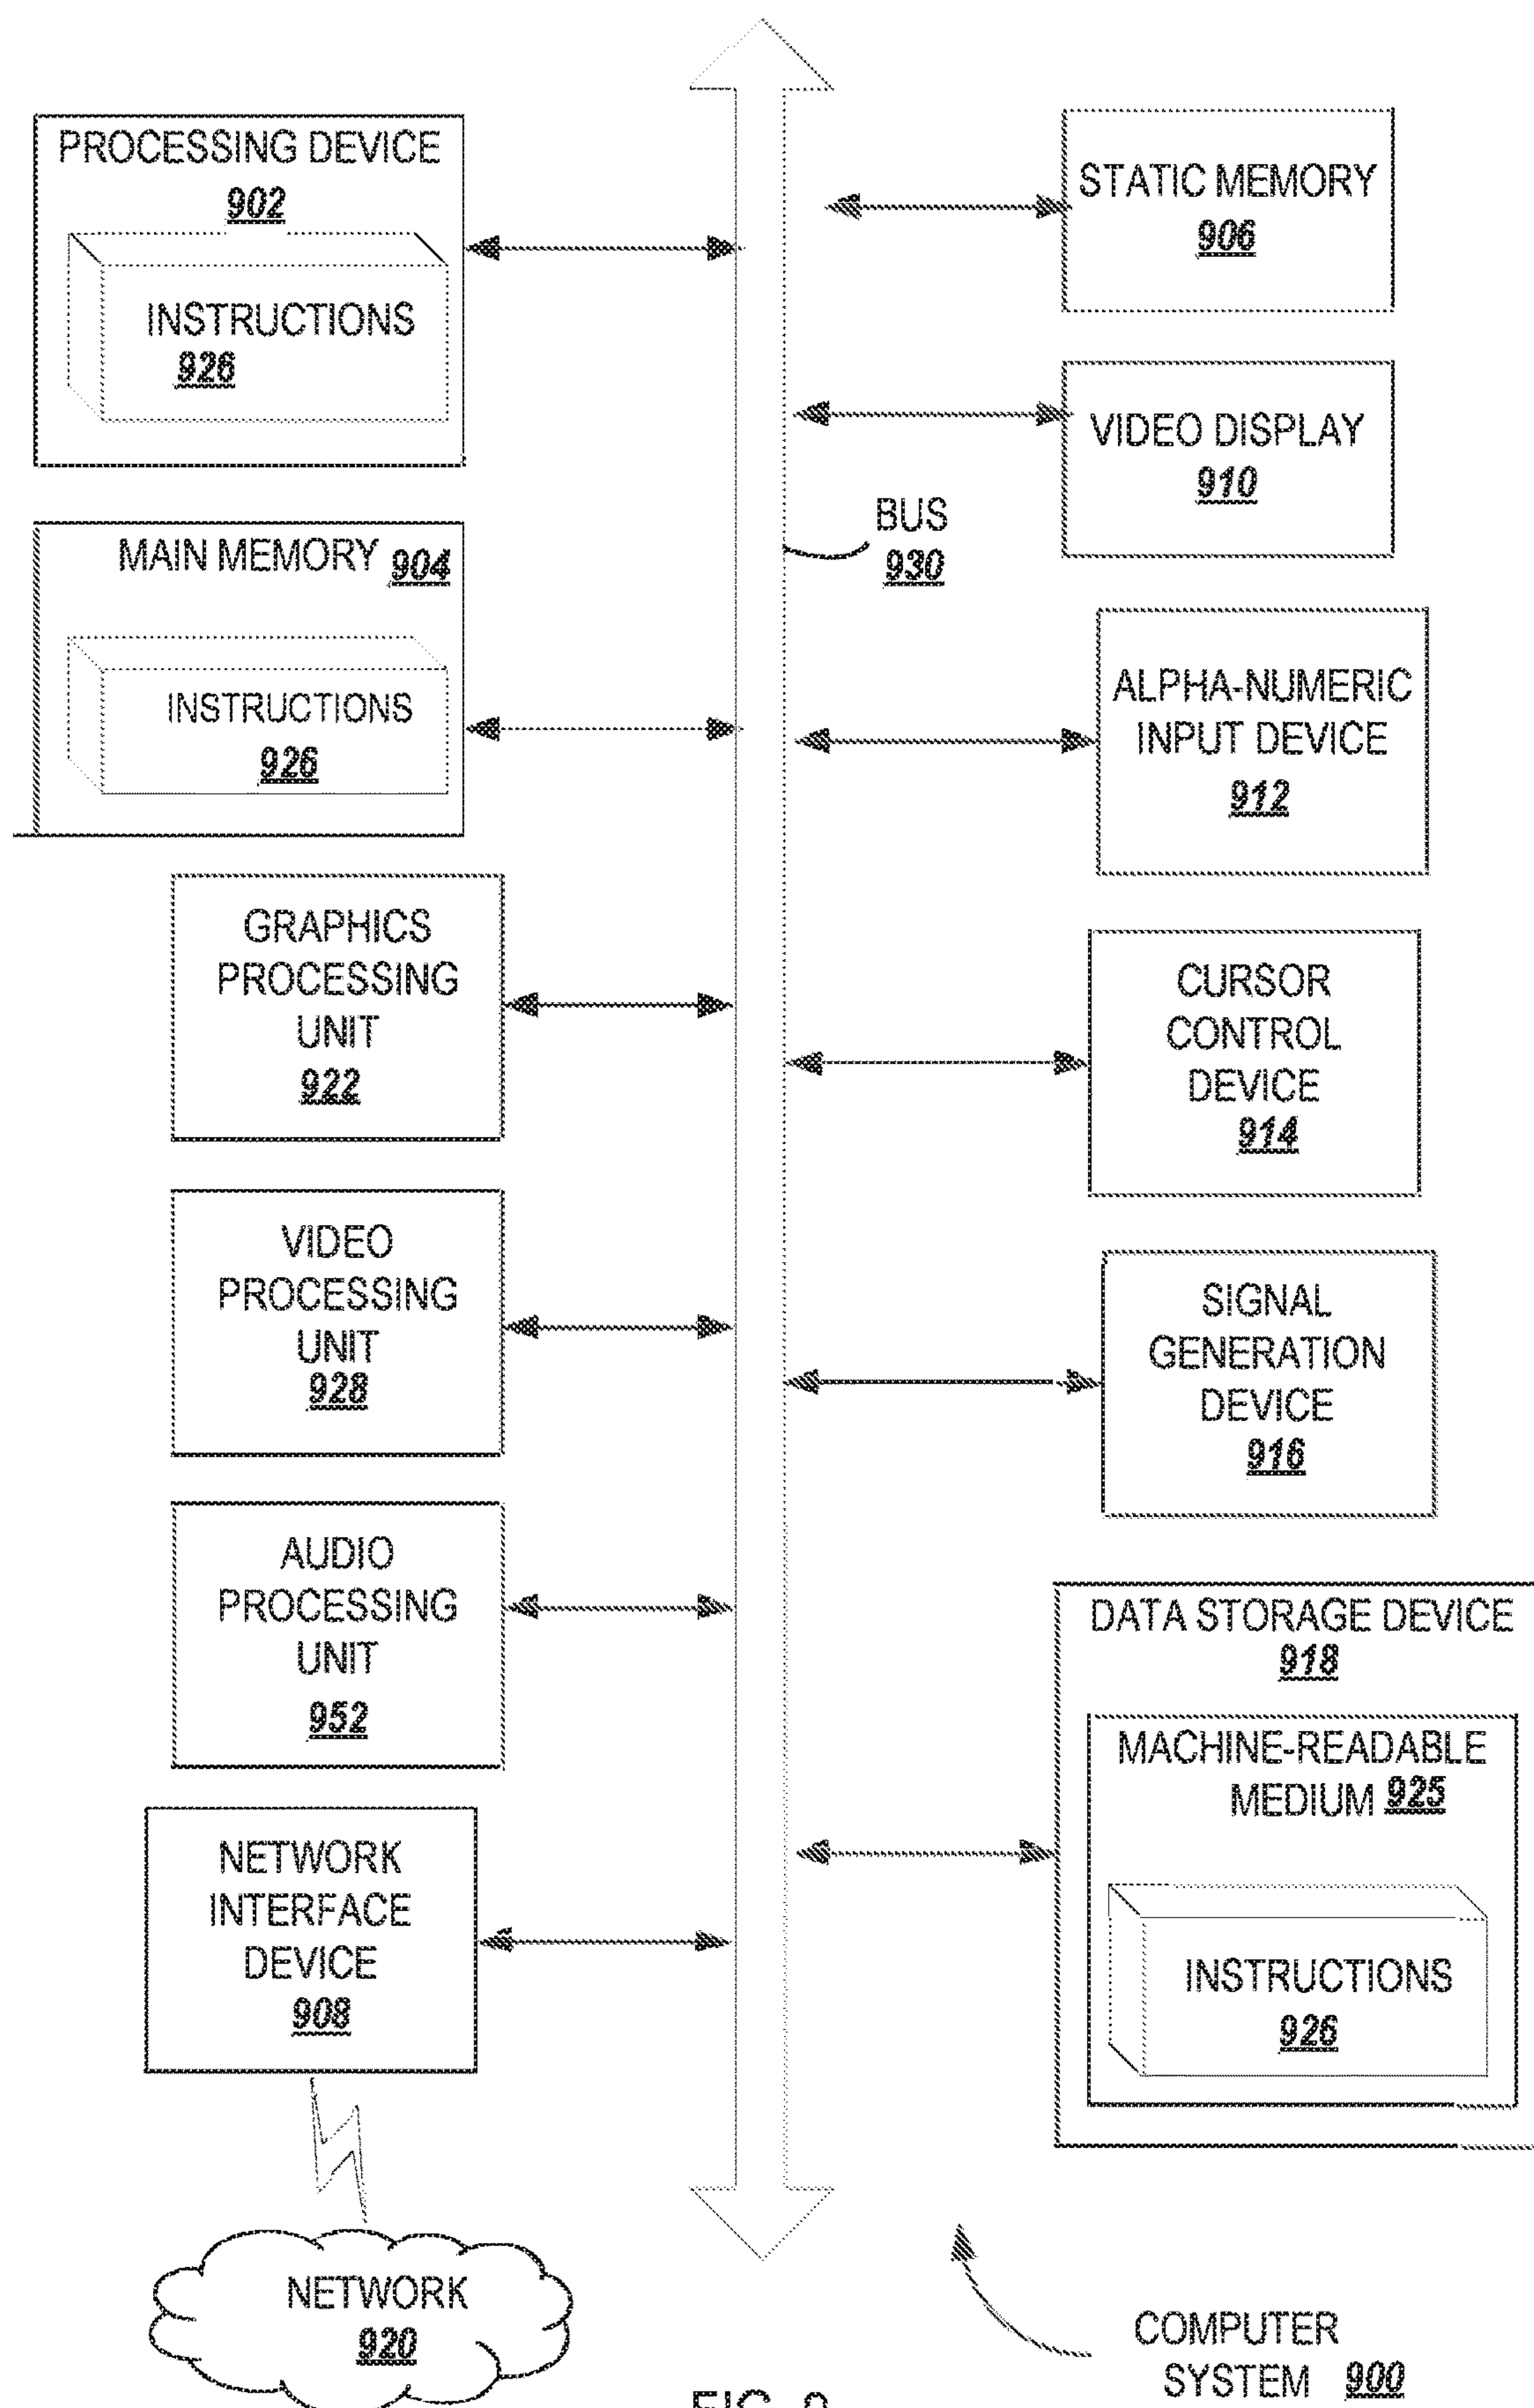 PROCESSING DEVICE
902
INSTRUCTIONS
926
MAIN MEMORY 904
INSTRUCTIONS
926
GRAPHICS
PROCESSING
UNIT
922
VIDEO
PROCESSING
UNIT
928
AUDIO
PROCESSING
UNIT
952
NETWORK
INTERFACE
DEVICE
908
NETWORK
920
BUS
930
STATIC MEMORY
906
VIDEO DISPLAY
910
ALPHA-NUMERIC
INPUT DEVICE
912
CURSOR
CONTROL
DEVICE
914
SIGNAL
GENERATION
DEVICE
916
DATA STORAGE DEVICE
918
MACHINE-READABLE
MEDIUM 925
INSTRUCTIONS
926
COMPUTER
SYSTEM 900
FIG.